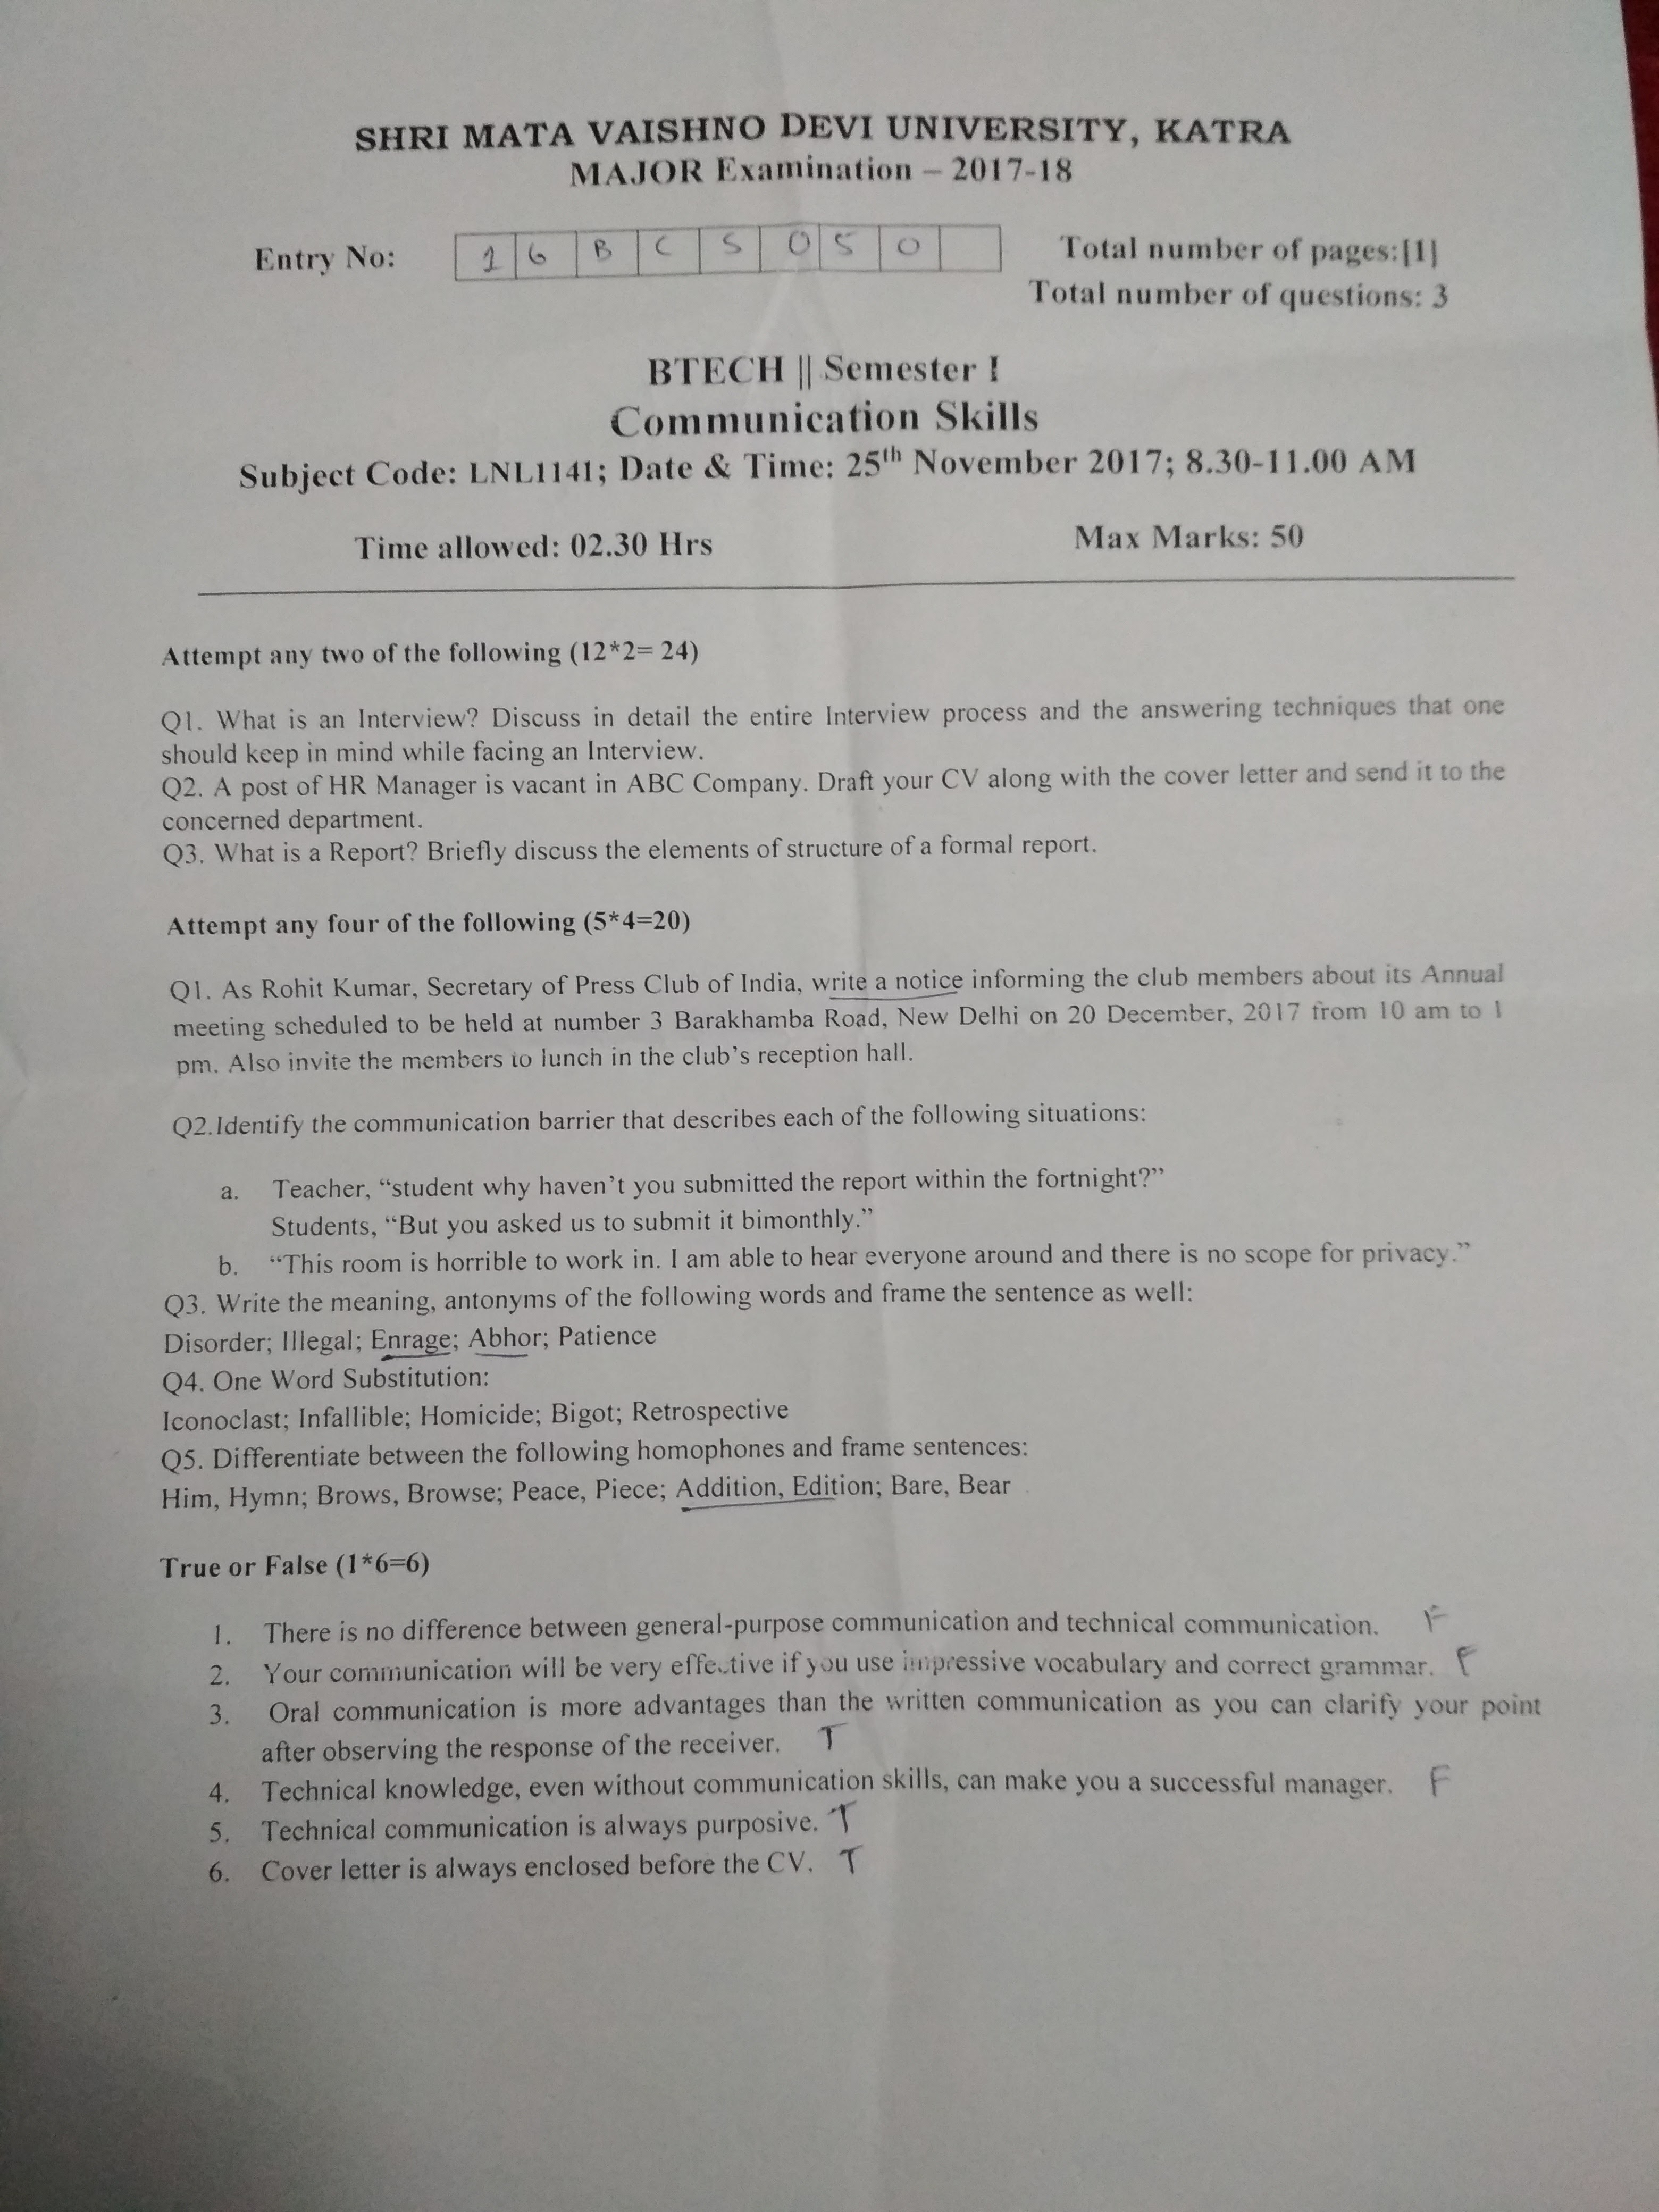 SHRI MATA VAISHNO DEVI UNIVERSITY, KATRA
MAJOR Examination – 2017-18
Entry No: 16BCS050 Total number of pages:[1]
Total number of questions: 3
BTECH || Semester I
Communication Skills
Subject Code: LNL1141; Date & Time: 25th November 2017; 8.30-11.00 AM
Time allowed: 02.30 Hrs Max Marks: 50
Attempt any two of the following (12*2= 24)
Q1. What is an Interview? Discuss in detail the entire Interview process and the answering techniques that one
should keep in mind while facing an Interview.
Q2. A post of HR Manager is vacant in ABC Company. Draft your CV along with the cover letter and send it to the
concerned department.
Q3. What is a Report? Briefly discuss the elements of structure of a formal report.
Attempt any four of the following (5*4=20)
Q1. As Rohit Kumar, Secretary of Press Club of India, write a notice informing the club members about its Annual
meeting scheduled to be held at number 3 Barakhamba Road, New Delhi on 20 December, 2017 from 10 am to 1
pm. Also invite the members to lunch in the club's reception hall.
Q2.Identify the communication barrier that describes each of the following situations:
a. Teacher, "student why haven't you submitted the report within the fortnight?"
Students, "But you asked us to submit it bimonthly."
b. "This room is horrible to work in. I am able to hear everyone around and there is no scope for privacy."
Q3. Write the meaning, antonyms of the following words and frame the sentence as well:
Disorder; Illegal; Enrage; Abhor; Patience
Q4. One Word Substitution:
Iconoclast; Infallible; Homicide; Bigot; Retrospective
Q5. Differentiate between the following homophones and frame sentences:
Him, Hymn; Brows, Browse; Peace, Piece; Addition, Edition; Bare, Bear
True or False (1*6=6)
1. There is no difference between general-purpose communication and technical communication. F
2. Your communication will be very effective if you use impressive vocabulary and correct grammar. F
3. Oral communication is more advantages than the written communication as you can clarify your point
after observing the response of the receiver. T
4. Technical knowledge, even without communication skills, can make you a successful manager. F
5. Technical communication is always purposive. T
6. Cover letter is always enclosed before the CV. T